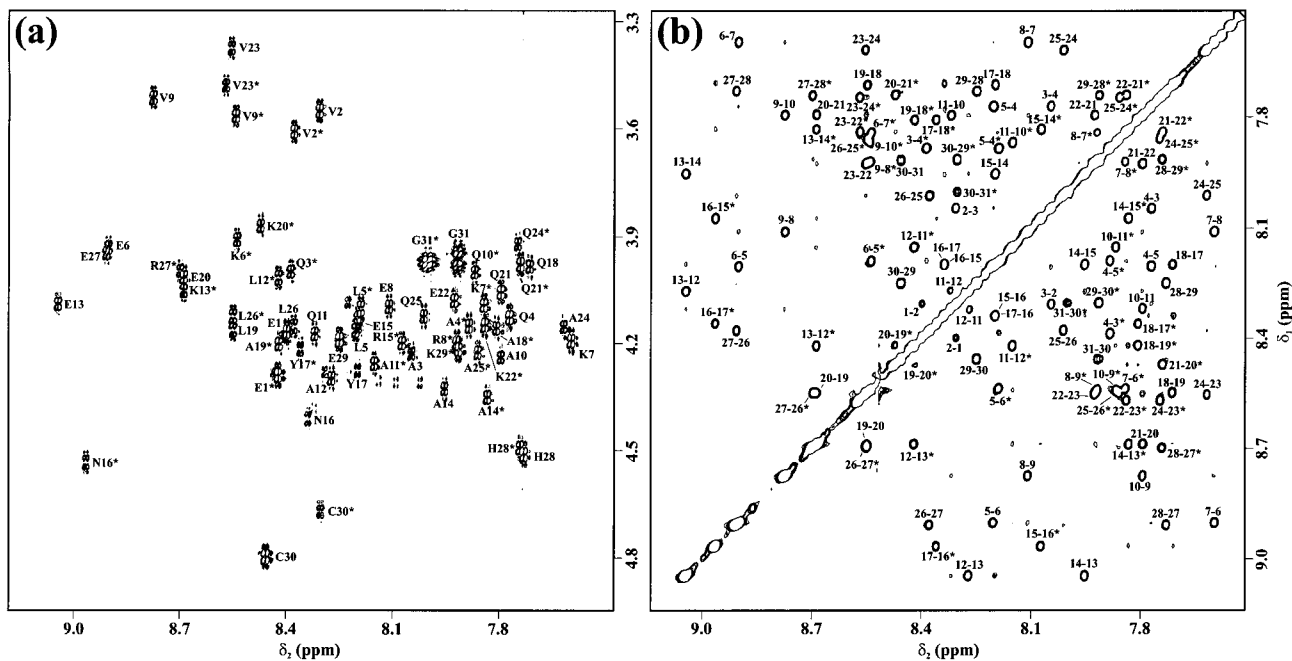 (a)
V23
V23*
V9
V9*
V2
V2*
K20*
K6*
E6
E27
R27*
E20
K13*
E13
L12*
Q3*
G31*
G31
Q24*
Q10*
Q18
Q21
Q21*
K7*
E22
E8
L5*
Q25
Q4
L26*
L19
L26
E1
Q11
E15
L5
R15
A4*
A18*
A24
K7
A10
R8*
K29*
K22*
A25*
A3
A11*
A19*
Y17*
E29
Y17
A12
E1*
N16
A14
A14*
N16*
H28*
H28
C30*
C30
3.3
3.6
3.9
4.2
4.5
4.8
9.0
8.7
8.4
8.1
7.8
δ2 (ppm)
(b)
6-7
23-24
8-7
25-24
27-28
27-28*
19-18
20-21*
17-18
29-28
29-28*
22-21*
9-10
20-21
23-24*
19-18*
11-10
5-4
3-4
22-21
25-24*
23-22*
6-7*
17-18*
15-14*
13-14*
26-25*
9-10*
3-4*
5-4*
11-10*
8-7*
21-22*
24-25*
23-22
9-8*
30-31
30-29*
15-14
7-8*
21-22
28-29*
13-14
26-25
30-31*
2-3
24-25
16-15*
9-8
14-15*
4-3
7-8
12-11*
10-11*
6-5
6-5*
16-17
16-15
14-15
4-5*
4-5
18-17
13-12
30-29
11-12
28-29
1-2
15-16
3-2
29-30*
10-11
16-17*
27-26
12-11
17-16
31-30*
18-17*
25-26
4-3*
13-12*
20-19*
2-1
11-12*
31-30
18-19*
29-30
21-20*
19-20*
20-19
27-26*
8-9*
22-23
10-9*
7-6*
18-19
24-23
5-6*
25-26*
22-23*
24-23*
19-20
26-27*
12-13*
21-20
14-13*
28-27*
8-9
10-9
26-27
5-6
28-27
7-6
17-16*
15-16*
12-13
14-13
7.8
8.1
8.4
8.7
9.0
δ1 (ppm)
9.0
8.7
8.4
8.1
7.8
δ2 (ppm)